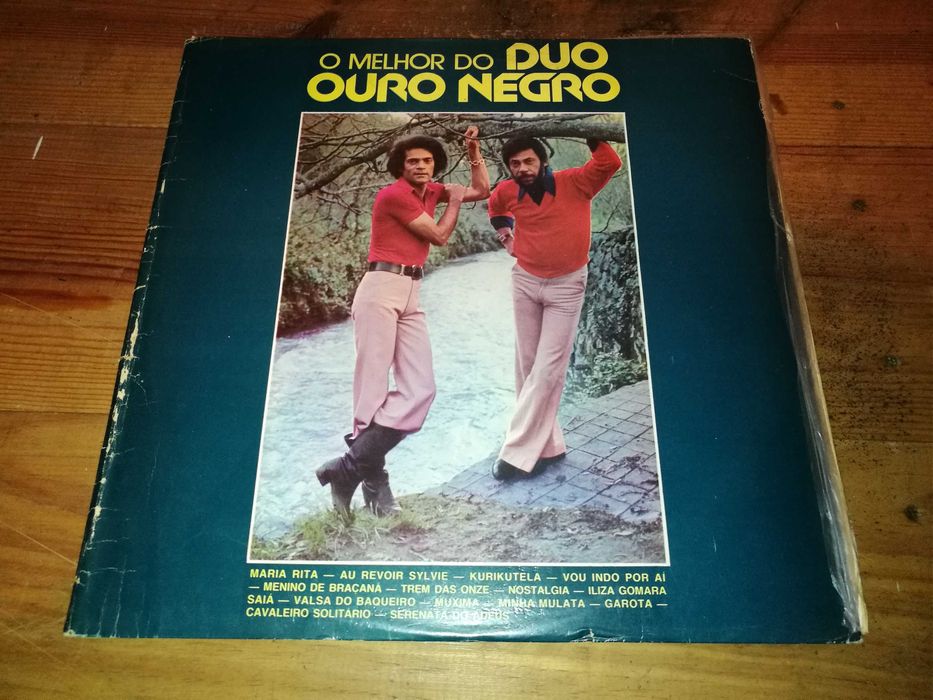 O MELHOR DO DUO
OURO NEGRO
MARIA RITA — AU REVOIR SYLVIE — KURIKUTELA — VOU INDO POR AÍ
— MENINO DE BRAÇANÁ — TREM DAS ONZE — NOSTALGIA — ILIZA GOMARA
SAIÁ — VALSA DO BAQUEIRO — MUXIMA — MINHA MULATA — GAROTA —
CAVALEIRO SOLITÁRIO — SERENATA DO ADEUS